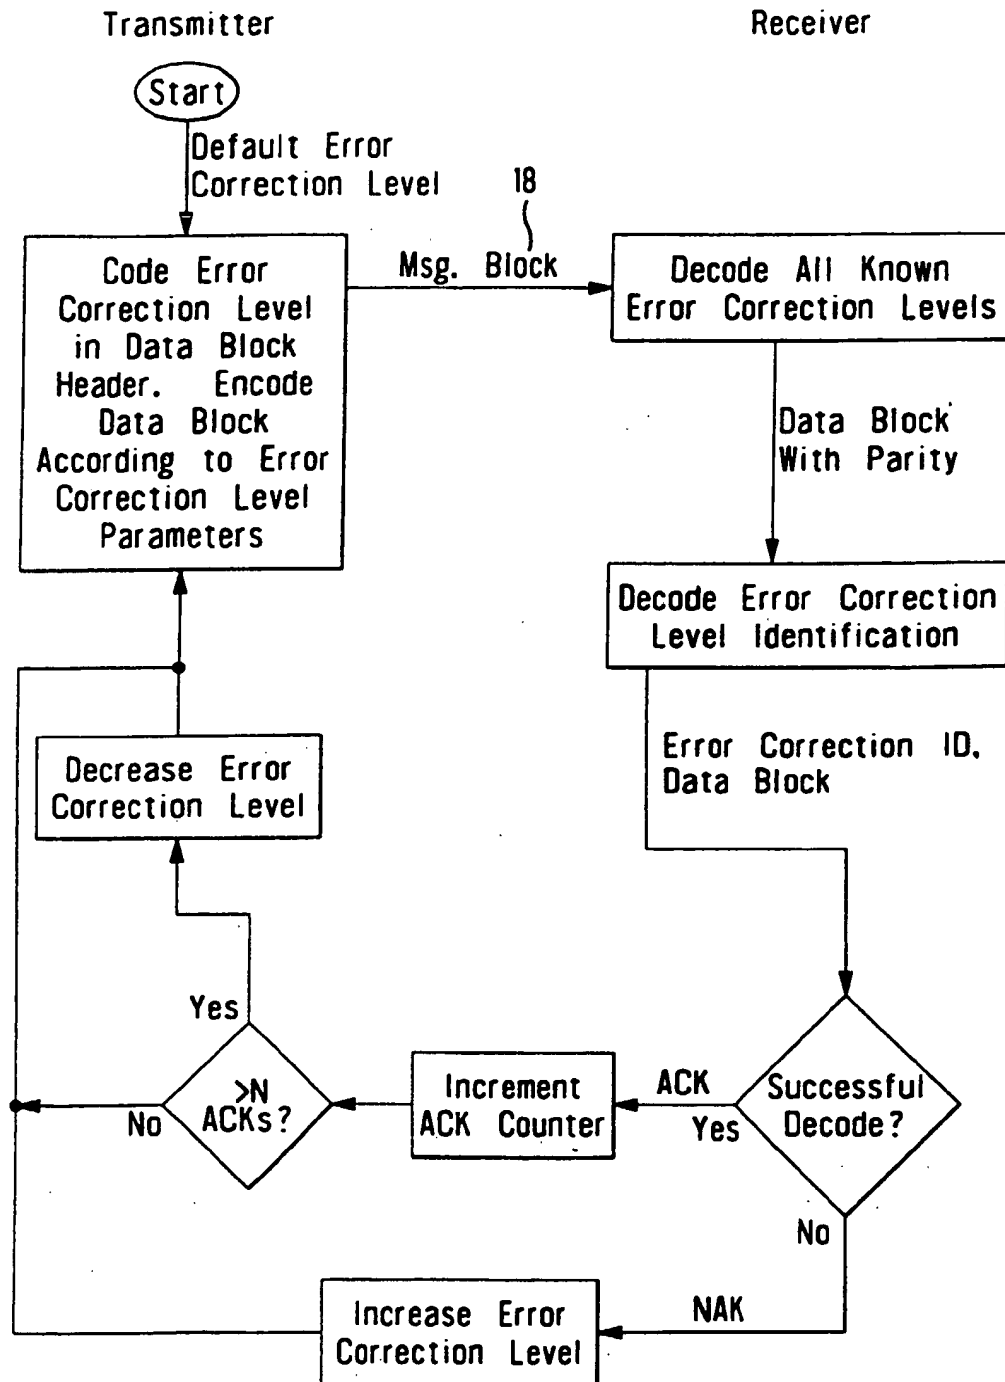 Transmitter
Receiver
Start
Default Error
Correction Level
18
Msg. Block
Code Error
Correction Level
in Data Block
Header. Encode
Data Block
According to Error
Correction Level
Parameters
Decode All Known
Error Correction Levels
Data Block
With Parity
Decode Error Correction
Level Identification
Error Correction ID,
Data Block
Decrease Error
Correction Level
Yes
>N
ACKs?
No
Increment
ACK Counter
ACK
Yes
Successful
Decode?
No
NAK
Increase Error
Correction Level